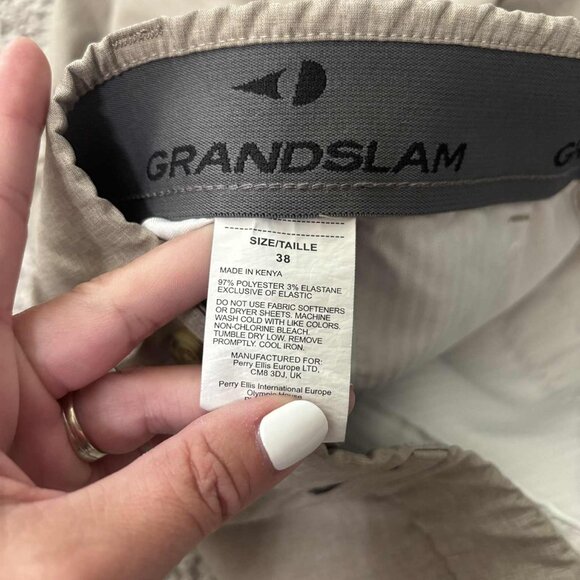 GRANDSLAM
SIZE/TAILLE
38
MADE IN KENYA
97% POLYESTER 3% ELASTANE
EXCLUSIVE OF ELASTIC
DO NOT USE FABRIC SOFTENERS
OR DRYER SHEETS. MACHINE
WASH COLD WITH LIKE COLORS.
NON-CHLORINE BLEACH.
TUMBLE DRY LOW. REMOVE
PROMPTLY. COOL IRON.
MANUFACTURED FOR:
Perry Ellis Europe Ltd
CM8 3DJ, UK
Perry Ellis International Europe
Olympic House